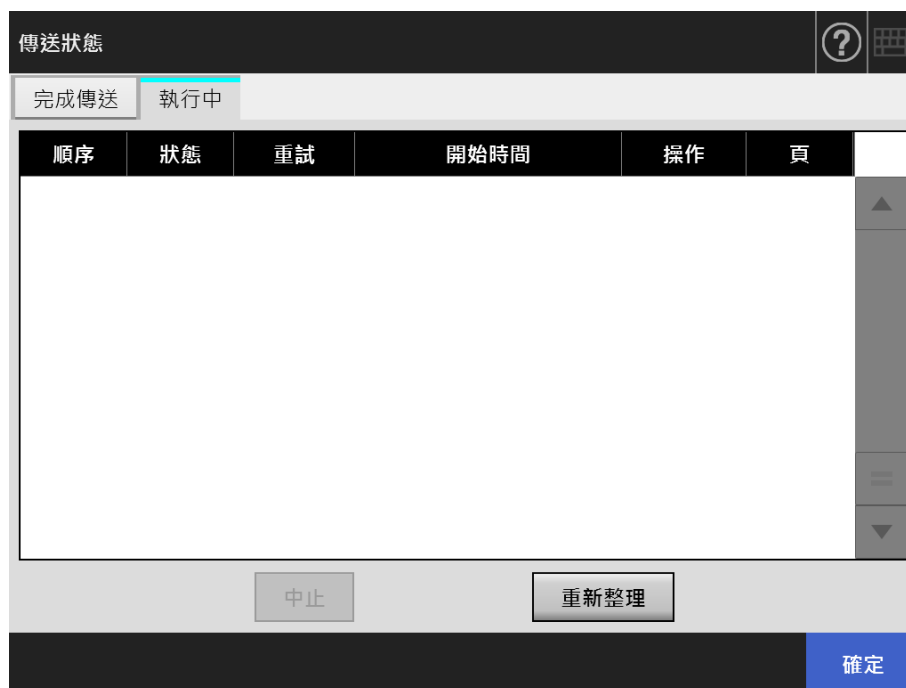 傳送狀態
完成傳送 執行中
順序 狀態 重試 開始時間 操作 頁
中止 重新整理
確定